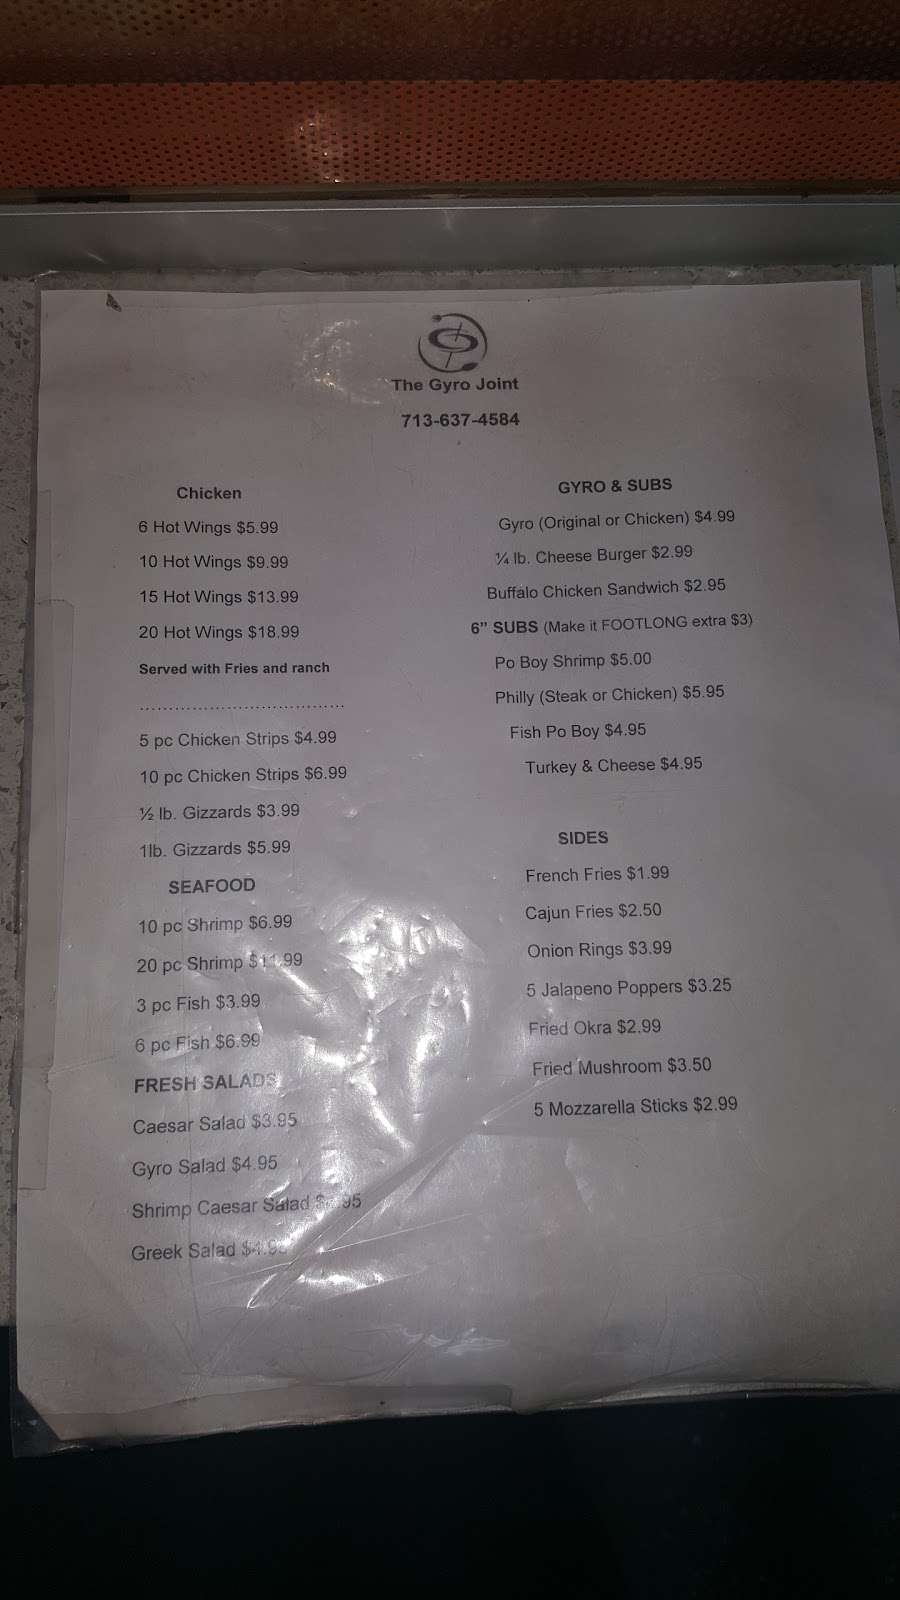 The Gyro Joint
713-637-4584
Chicken
6 Hot Wings $5.99
10 Hot Wings $9.99
15 Hot Wings $13.99
20 Hot Wings $18.99
Served with Fries and ranch
...................................
5 pc Chicken Strips $4.99
10 pc Chicken Strips $6.99
½ lb. Gizzards $3.99
1lb. Gizzards $5.99
SEAFOOD
10 pc Shrimp $6.99
20 pc Shrimp $11.99
3 pc Fish $3.99
6 pc Fish $6.99
FRESH SALADS
Caesar Salad $3.95
Gyro Salad $4.95
Shrimp Caesar Salad
Greek Salad
GYRO & SUBS
Gyro (Original or Chicken) $4.99
¼ lb. Cheese Burger $2.99
Buffalo Chicken Sandwich $2.95
6” SUBS (Make it FOOTLONG extra $3)
Po Boy Shrimp $5.00
Philly (Steak or Chicken) $5.95
Fish Po Boy $4.95
Turkey & Cheese $4.95
SIDES
French Fries $1.99
Cajun Fries $2.50
Onion Rings $3.99
5 Jalapeno Poppers $3.25
Fried Okra $2.99
Fried Mushroom $3.50
5 Mozzarella Sticks $2.99